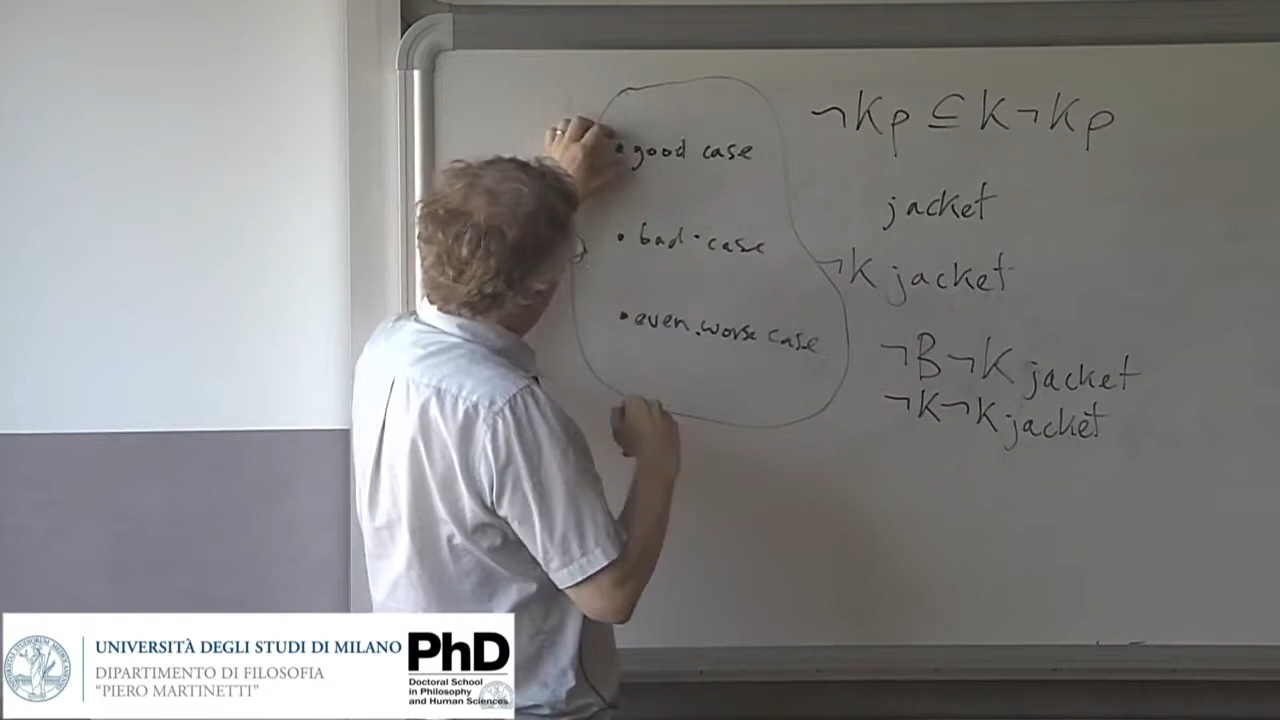 • good case
• bad • case
• even worse case
¬Kp ⊆ K¬Kp
jacket
¬K jacket
¬B¬K jacket
¬K¬K jacket
UNIVERSITÀ DEGLI STUDI DI MILANO
DIPARTIMENTO DI FILOSOFIA
“PIERO MARTINETTI”
PhD
Doctoral School
in Philosophy
and Human Sciences